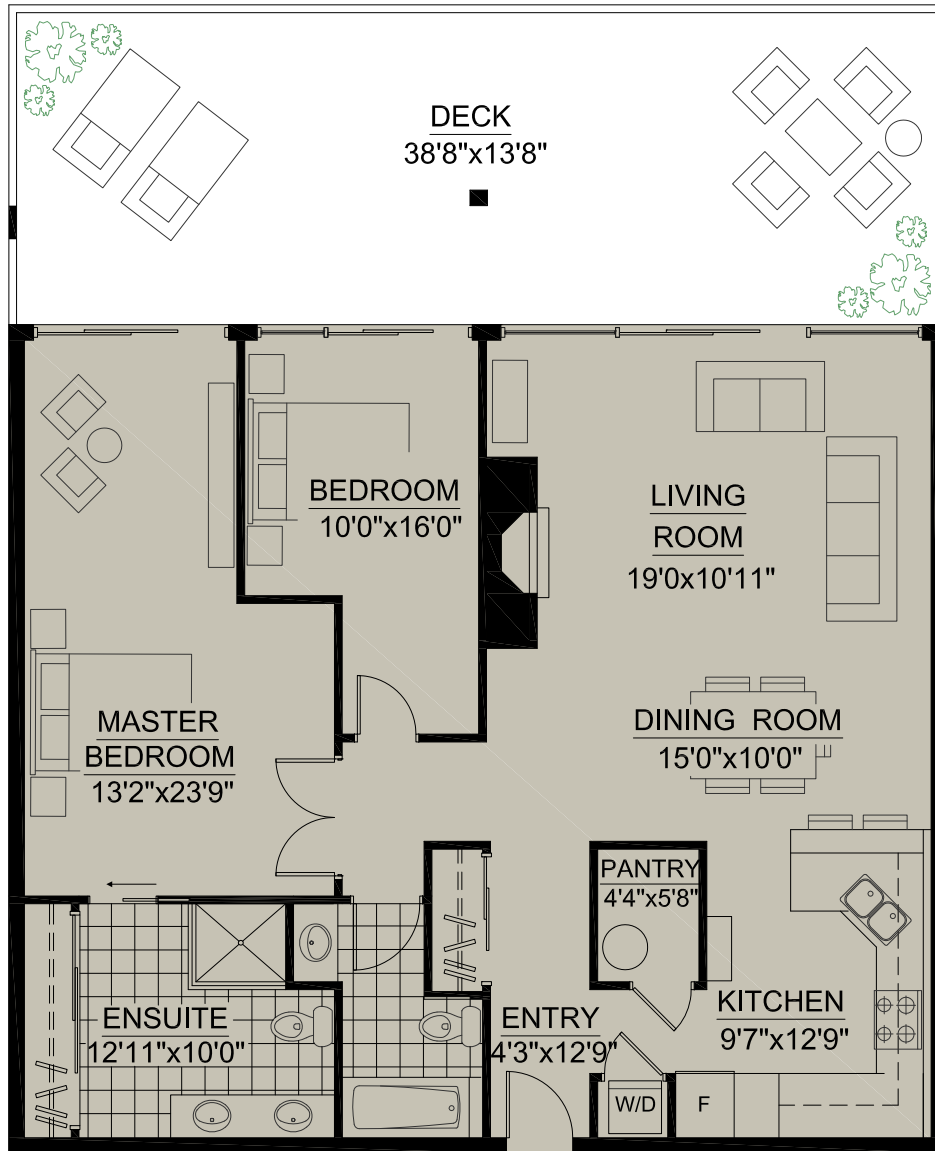 DECK
38'8"x13'8"
BEDROOM
10'0"x16'0"
LIVING
ROOM
19'0x10'11"
MASTER
BEDROOM
13'2"x23'9"
DINING ROOM
15'0"x10'0"
PANTRY
4'4"x5'8"
ENSUITE
12'11"x10'0"
ENTRY
4'3"x12'9"
KITCHEN
9'7"x12'9"
W/D
F